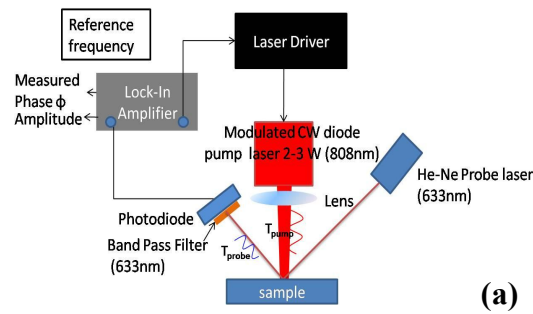 Reference
frequency
Laser Driver
Measured
Phase ϕ
Amplitude
Lock-In
Amplifier
Modulated CW diode
pump laser 2-3 W (808nm)
He-Ne Probe laser
(633nm)
Lens
Photodiode
Band Pass Filter
(633nm)
Tpump
Tprobe
sample
(a)